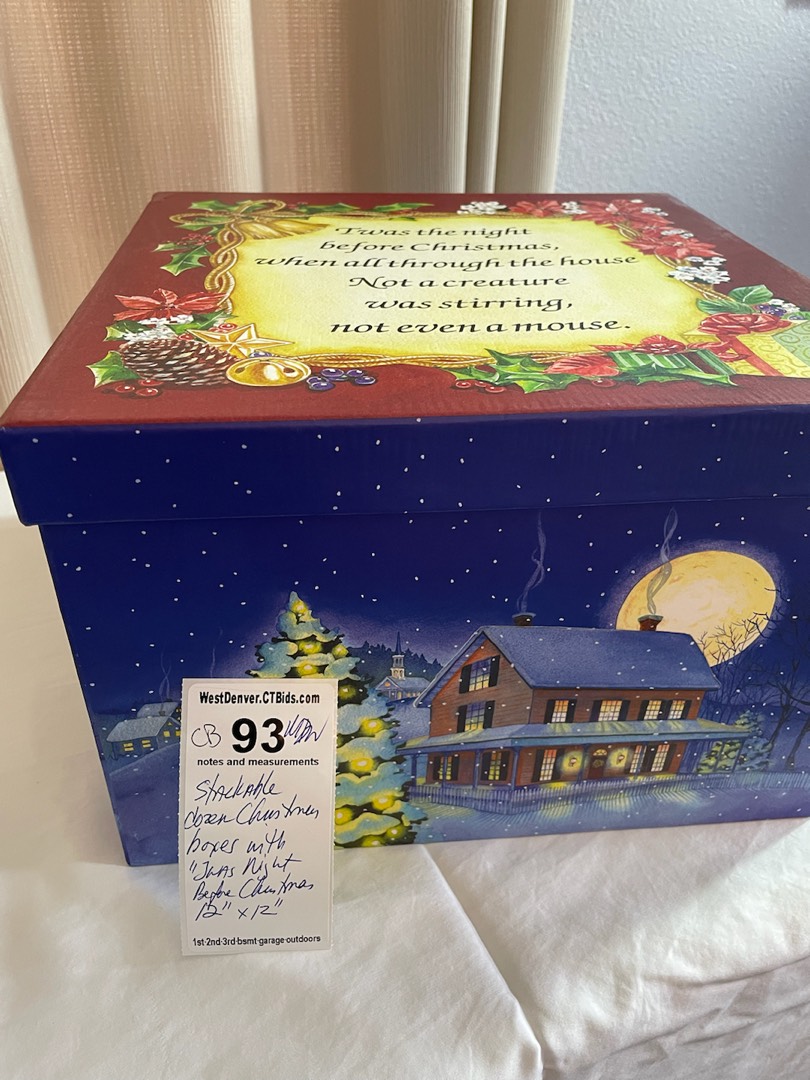 'Twas the night
before Christmas,
when all through the house
Not a creature
was stirring,
not even a mouse.
WestDenver.CTBids.com
CB 93
notes and measurements
Stackable
dozen Christmas
boxes with
"Twas Night
Before Christmas
12" x 12"
1st-2nd-3rd-bsmt-garage-outdoors